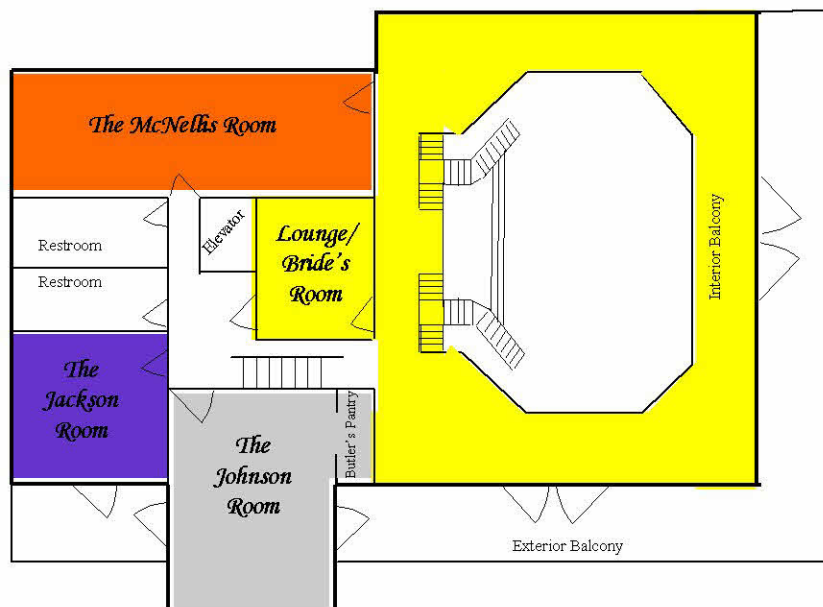 The McNellis Room
Elevator
Restroom
Lounge/
Bride's
Room
Restroom
Interior Balcony
The
Jackson
Room
The
Johnson
Room
Butler's Pantry
Exterior Balcony